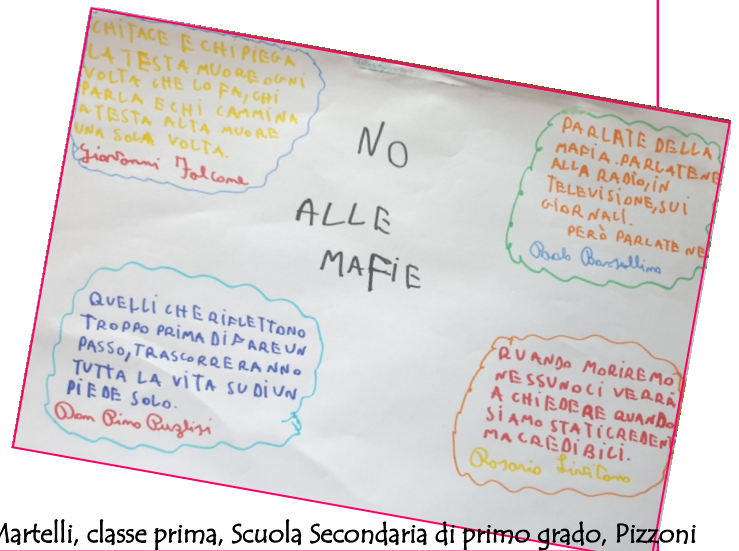 CHI TACE E CHI PIEGA
LA TESTA MUORE OGNI
VOLTA CHE LO FA, CHI
PARLA E CHI CAMMINA
A TESTA ALTA MUORE
UNA SOLA VOLTA.
Giovanni Falcone
NO
ALLE
MAFIE
PARLATE DELLA
MAFIA. PARLATENE
ALLA RADIO, IN
TELEVISIONE, SUI
GIORNALI.
PERÒ PARLATENE
Paolo Borsellino
QUELLI CHE RIFLETTONO
TROPPO PRIMA DI FARE UN
PASSO, TRASCORRERANNO
TUTTA LA VITA SU DI UN
PIEDE SOLO.
Don Pino Puglisi
QUANDO MORIREMO
NESSUNO CI VERRÀ
A CHIEDERE QUANDO
SIAMO STATI CREDEN
MA CREDIBILI.
Rosario Livatino
Martelli, classe prima, Scuola Secondaria di primo grado, Pizzoni